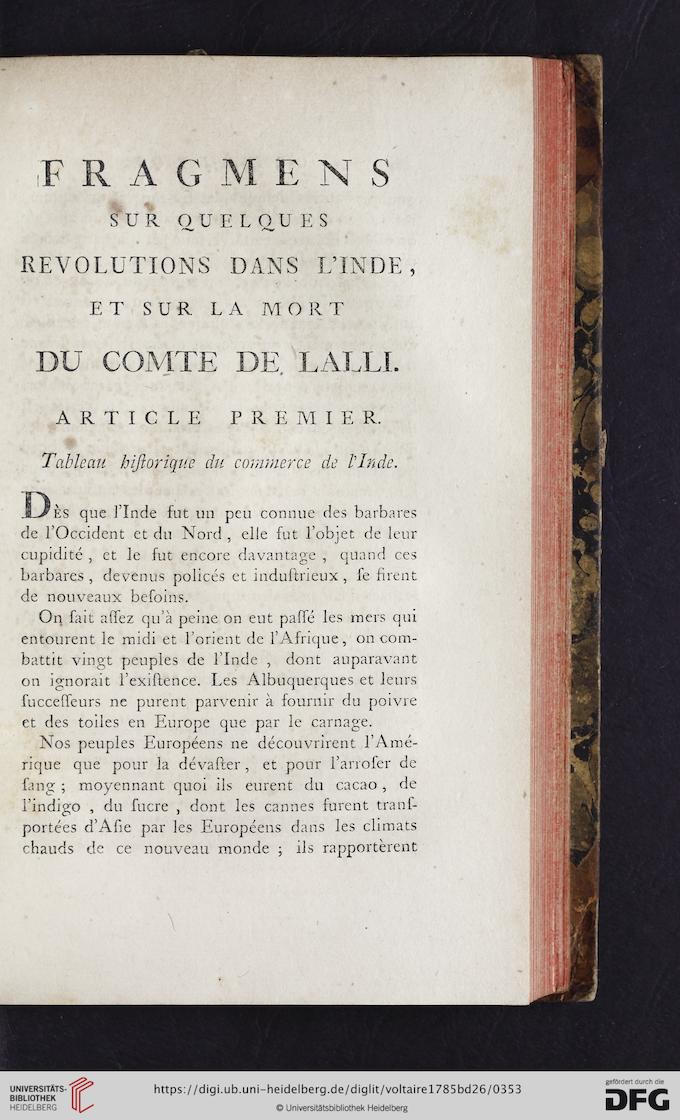 FRAGMENS
SUR QUELQUES
REVOLUTIONS DANS L'INDE,
ET SUR LA MORT
DU COMTE DE LALLI.
ARTICLE PREMIER.
Tableau hiſtorique du commerce de l'Inde.
Dès que l'Inde fut un peu connue des barbares
de l'Occident et du Nord, elle fut l'objet de leur
cupidité, et le fut encore davantage, quand ces
barbares, devenus policés et induſtrieux, ſe firent
de nouveaux beſoins.
On ſait aſſez qu'à peine on eut paſſé les mers qui
entourent le midi et l'orient de l'Afrique, on com-
battit vingt peuples de l'Inde, dont auparavant
on ignorait l'exiſtence. Les Albuquerques et leurs
ſucceſſeurs ne purent parvenir à fournir du poivre
et des toiles en Europe que par le carnage.
Nos peuples Européens ne découvrirent l'Amé-
rique que pour la dévaſter, et pour l'arroſer de
ſang; moyennant quoi ils eurent du cacao, de
l'indigo, du ſucre, dont les cannes furent tranſ-
portées d'Aſie par les Européens dans les climats
chauds de ce nouveau monde; ils rapportèrent
UNIVERSITÄTS-
BIBLIOTHEK
HEIDELBERG
https://digi.ub.uni-heidelberg.de/diglit/voltaire1785bd26/0353
© Universitätsbibliothek Heidelberg
gefördert durch die
DFG